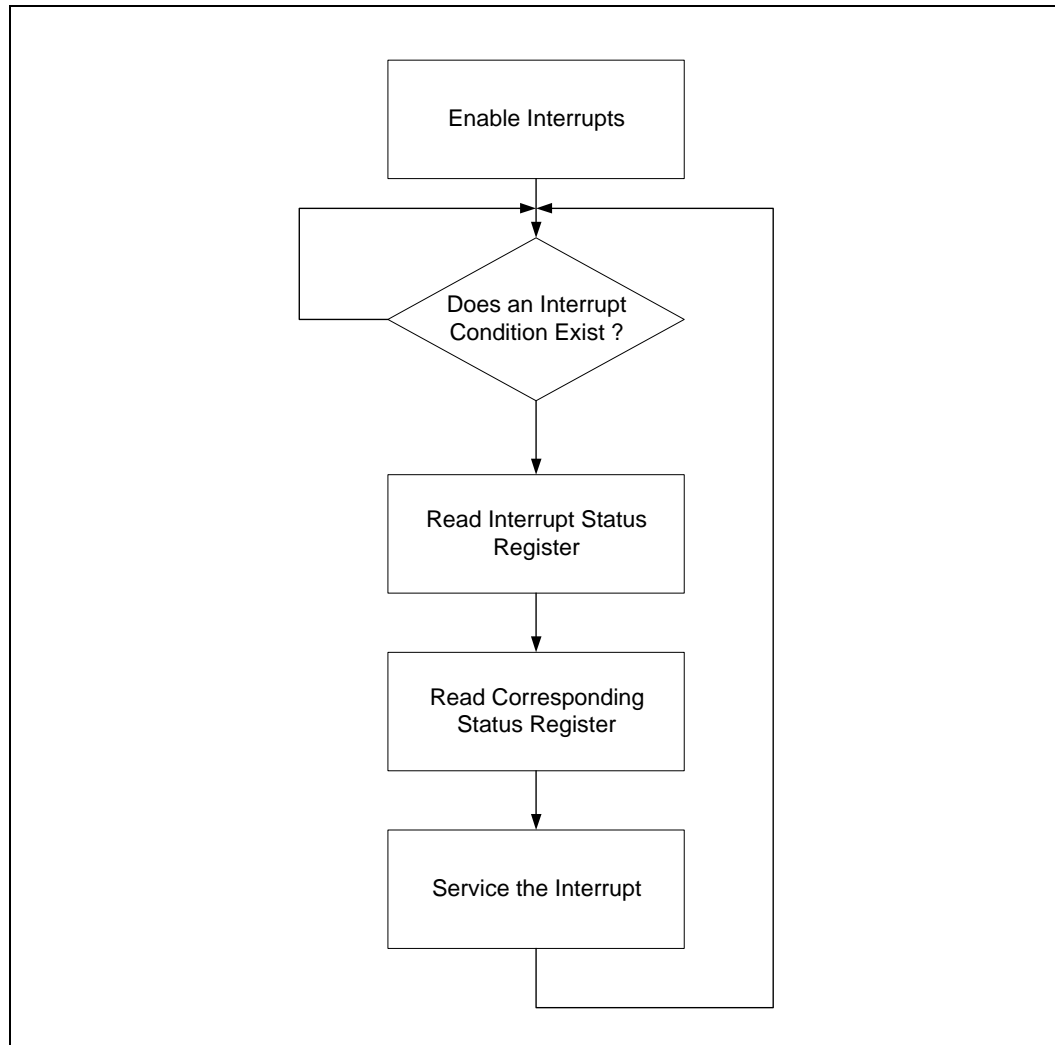 Enable Interrupts
Does an Interrupt
Condition Exist ?
Read Interrupt Status
Register
Read Corresponding
Status Register
Service the Interrupt